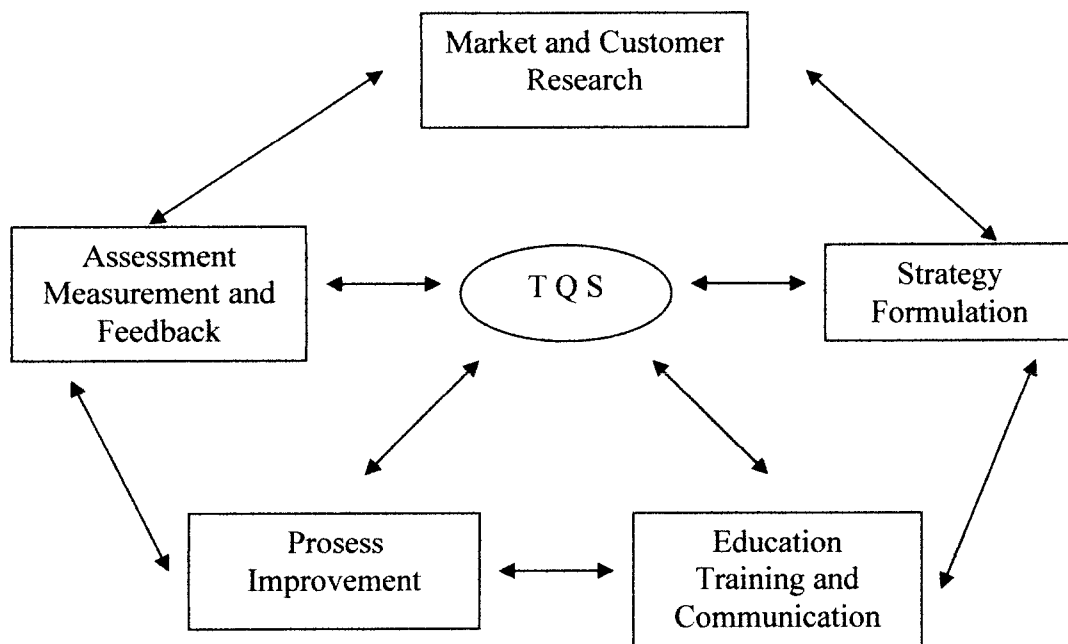 Market and Customer
Research
Assessment
Measurement and
Feedback
T Q S
Strategy
Formulation
Prosess
Improvement
Education
Training and
Communication